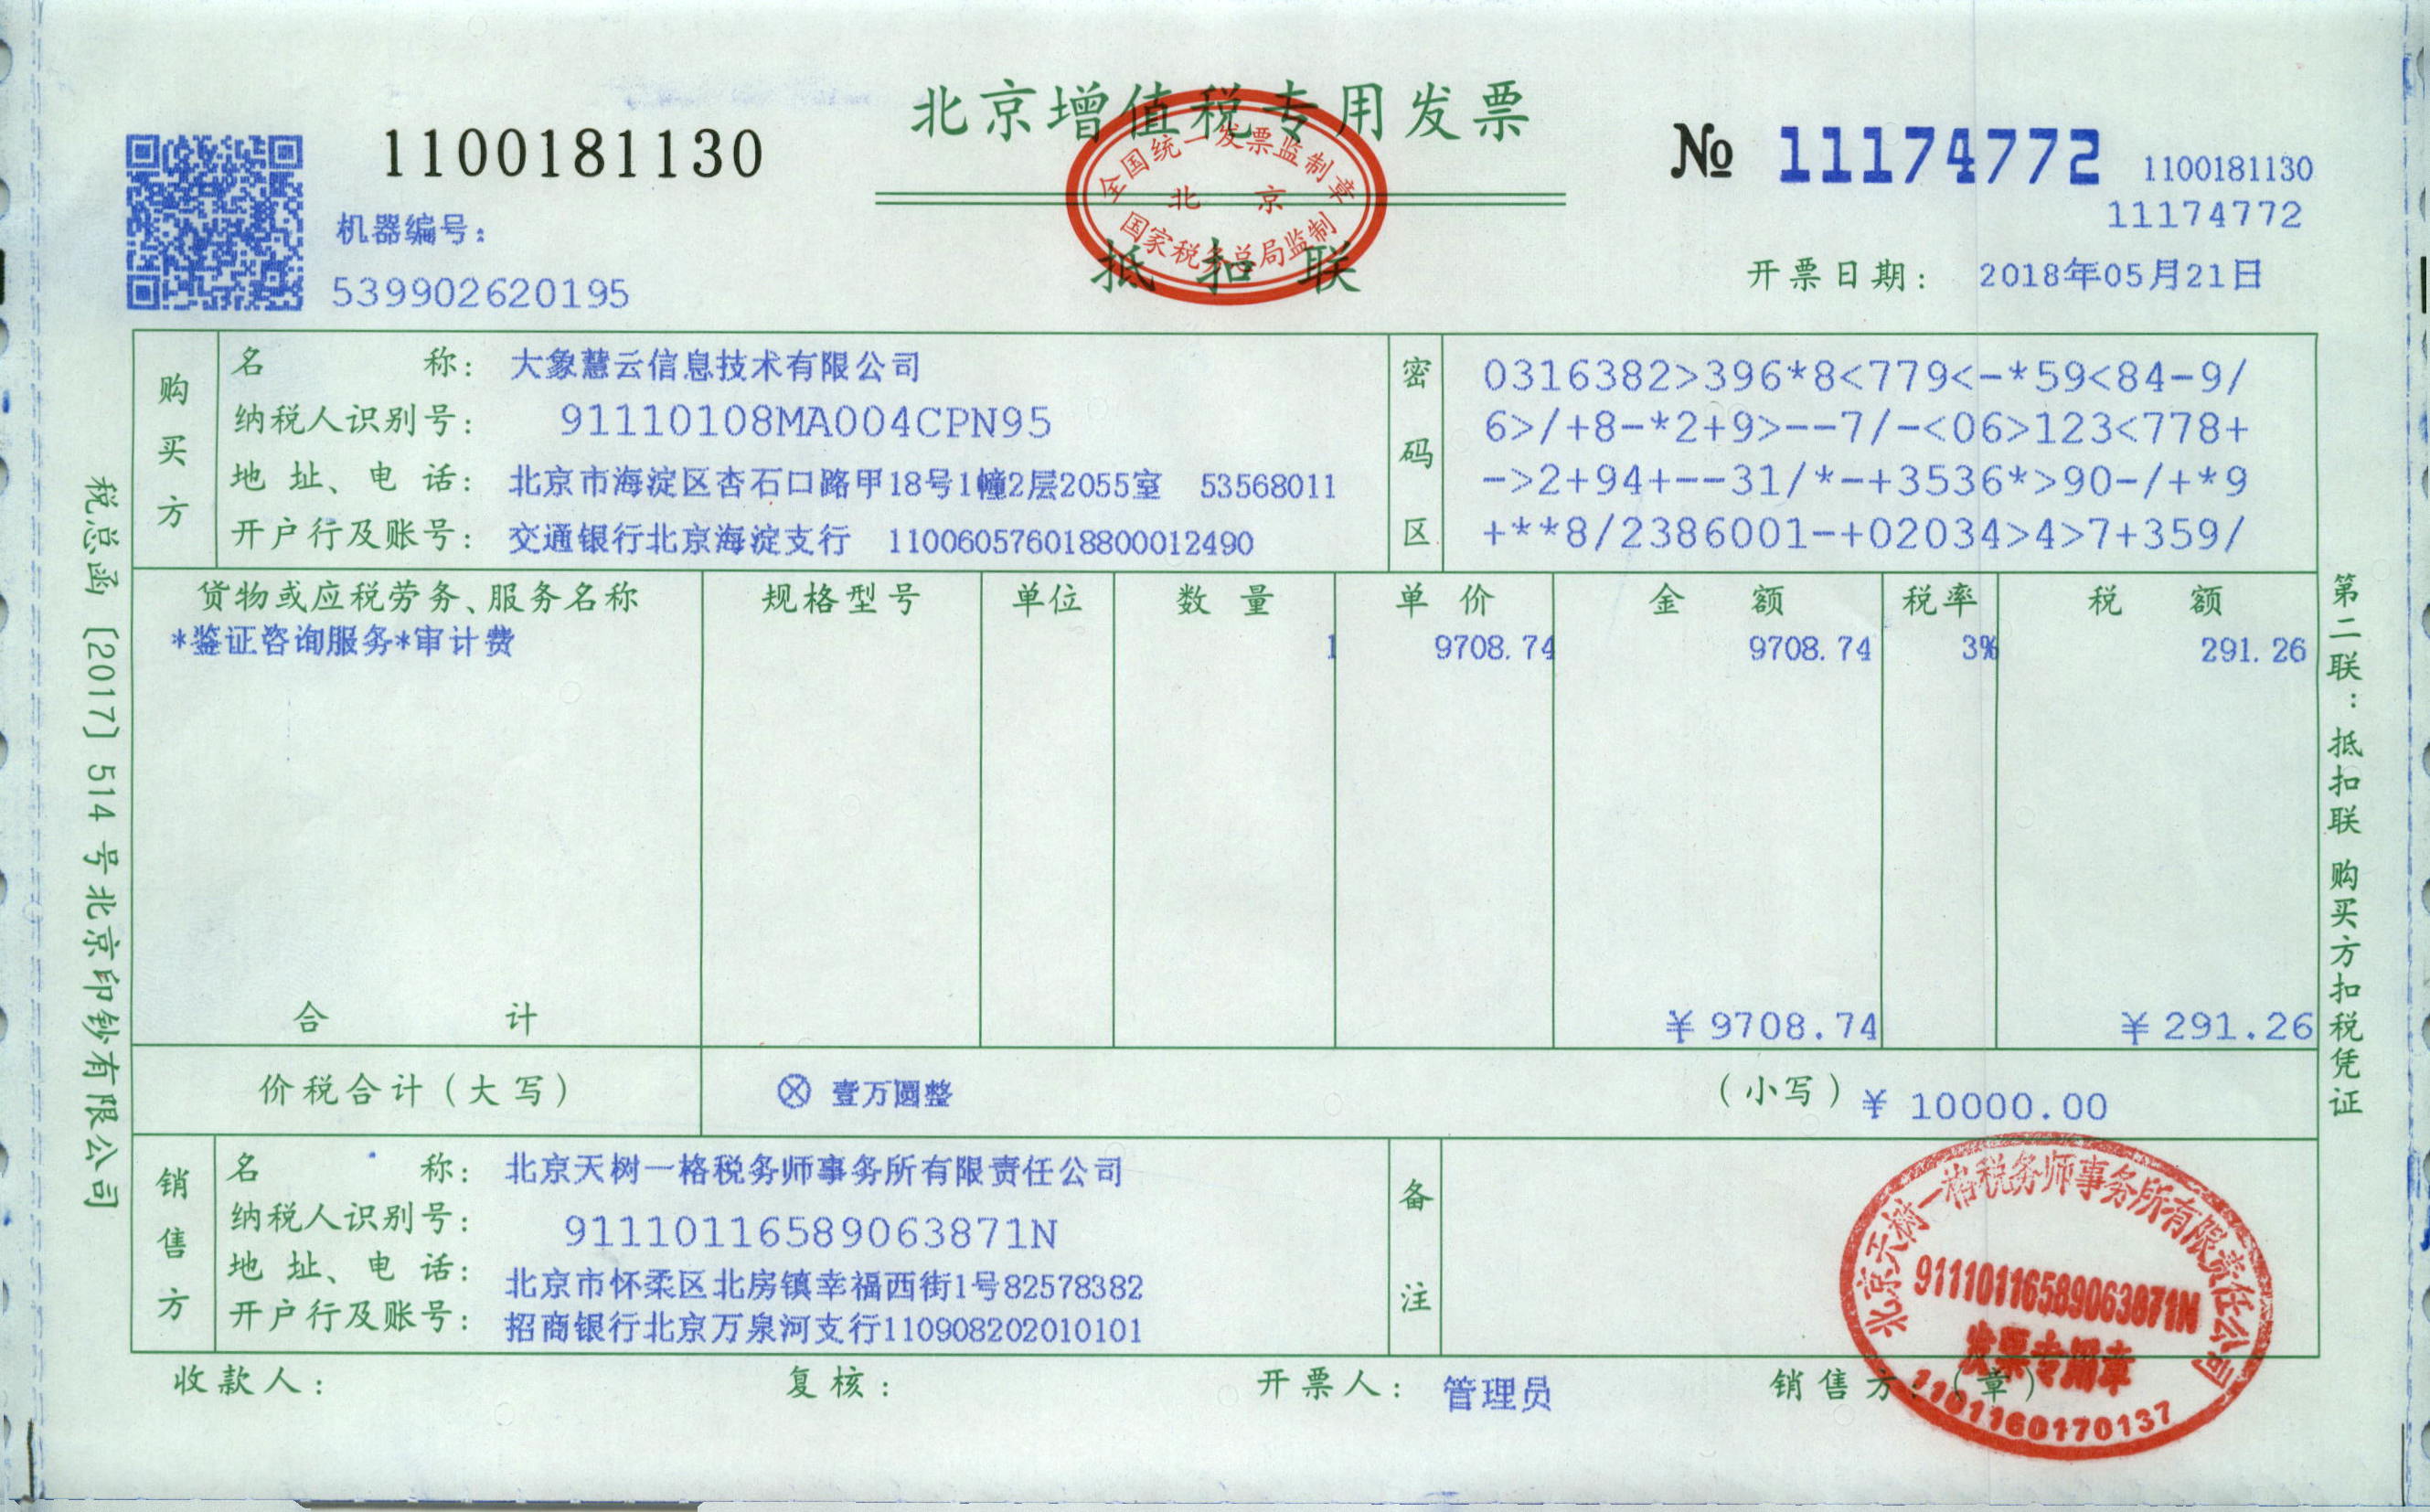 北京增值税专用发票
1100181130
№ 11174772 1100181130
11174772
机器编号：
539902620195
全国统一发票监制章
北 京
国家税务总局监制
抵扣联
开票日期： 2018年05月21日
购买方
名 称： 大象慧云信息技术有限公司
纳税人识别号： 91110108MA004CPN95
地 址、电 话： 北京市海淀区杏石口路甲18号1幢2层2055室 53568011
开户行及账号： 交通银行北京海淀支行 110060576018800012490
密码区
0316382>396*8<779<-*59<84-9/
6>/+8-*2+9>--7/-<06>123<778+
->2+94+--31/*-+3536*>90-/+*9
+**8/2386001-+02034>4>7+359/
货物或应税劳务、服务名称 规格型号 单位 数 量 单 价 金 额 税率 税 额
*鉴证咨询服务*审计费 1 9708.74 9708.74 3% 291.26
合 计 ¥9708.74 ¥291.26
价税合计（大写） ⊗ 壹万圆整 （小写）¥ 10000.00
销售方
名 称： 北京天树一格税务师事务所有限责任公司
纳税人识别号： 91110116589063871N
地 址、电 话： 北京市怀柔区北房镇幸福西街1号82578382
开户行及账号： 招商银行北京万泉河支行110908202010101
备注
收款人： 复核： 开票人： 管理员 销售方：（章）
北京天树一格税务师事务所有限责任公司
91110116589063871N
发票专用章
1101160170137
税总函［2017］514 号北京印钞有限公司
第二联：抵扣联 购买方扣税凭证